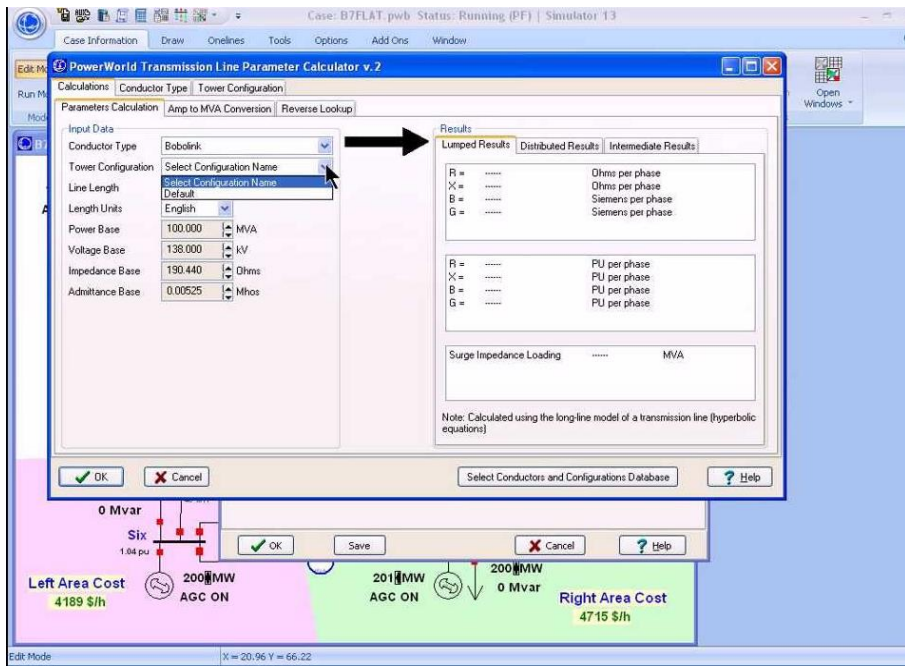 Case: B7FLAT.pwb Status: Running (PF) | Simulator 13
Case Information Draw Onelines Tools Options Add Ons Window
Edit Mo
Run Mo
Mod
Open
Windows
PowerWorld Transmission Line Parameter Calculator v.2
Calculations Conductor Type Tower Configuration
Parameters Calculation Amp to MVA Conversion Reverse Lookup
Input Data
Conductor Type Bobolink
Tower Configuration Select Configuration Name
Select Configuration Name
Default
Line Length
Length Units English
Power Base 100.000 MVA
Voltage Base 138.000 kV
Impedance Base 190.440 Ohms
Admittance Base 0.00525 Mhos
Results
Lumped Results Distributed Results Intermediate Results
R = ------ Ohms per phase
X = ------ Ohms per phase
B = ------ Siemens per phase
G = ------ Siemens per phase
R = ------ PU per phase
X = ------ PU per phase
B = ------ PU per phase
G = ------ PU per phase
Surge Impedance Loading ------ MVA
Note: Calculated using the long-line model of a transmission line (hyperbolic
equations)
OK Cancel Select Conductors and Configurations Database ? Help
0 Mvar
Six
1.04 pu
OK Save Cancel ? Help
Left Area Cost
4189 $/h
200 MW
AGC ON
201 MW
AGC ON
200 MW
0 Mvar
Right Area Cost
4715 $/h
Edit Mode X = 20.96 Y = 66.22